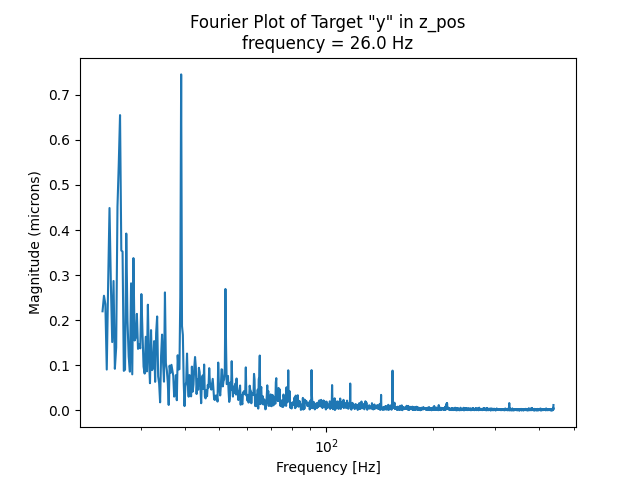 Fourier Plot of Target "y" in z_pos
frequency = 26.0 Hz
0.7
0.6
0.5
0.4
0.3
0.2
0.1
0.0
Magnitude (microns)
10²
Frequency [Hz]